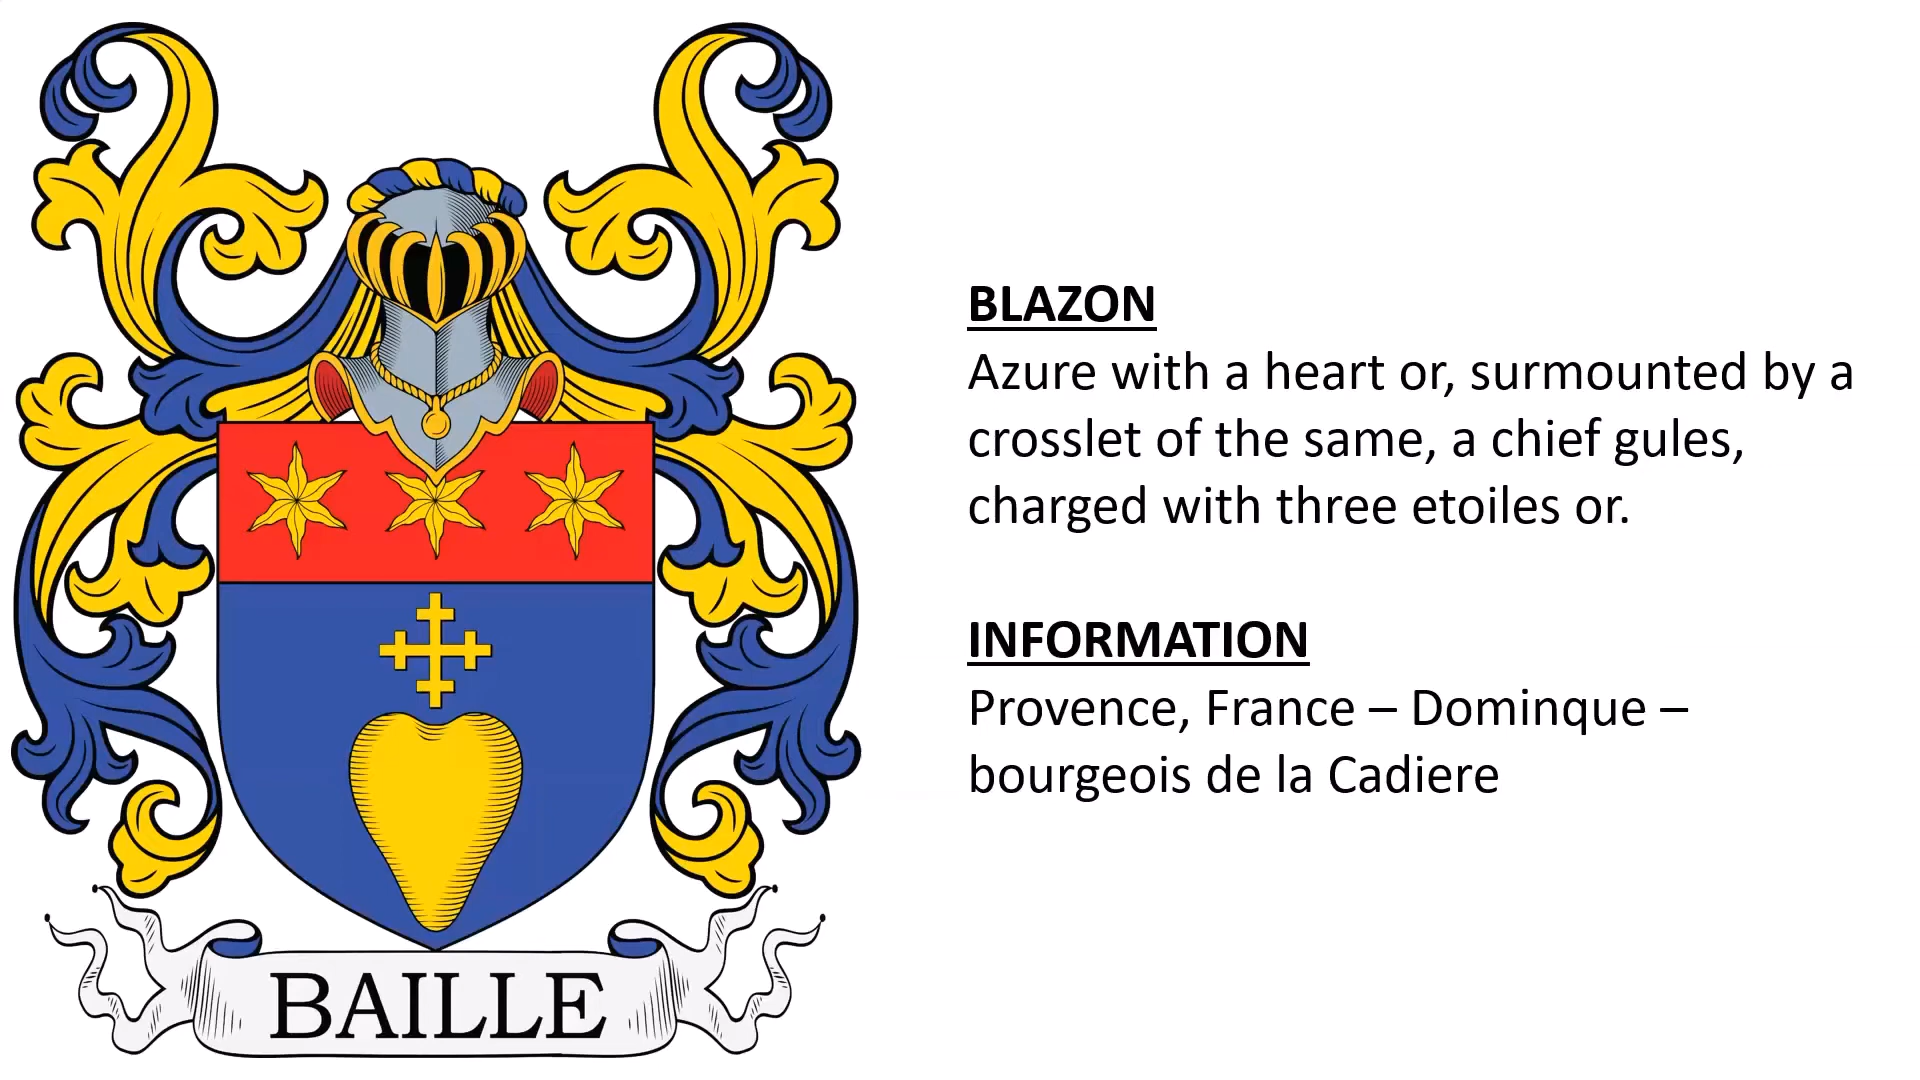 BLAZON
Azure with a heart or, surmounted by a
crosslet of the same, a chief gules,
charged with three etoiles or.
INFORMATION
Provence, France – Dominque –
bourgeois de la Cadiere
BAILLE